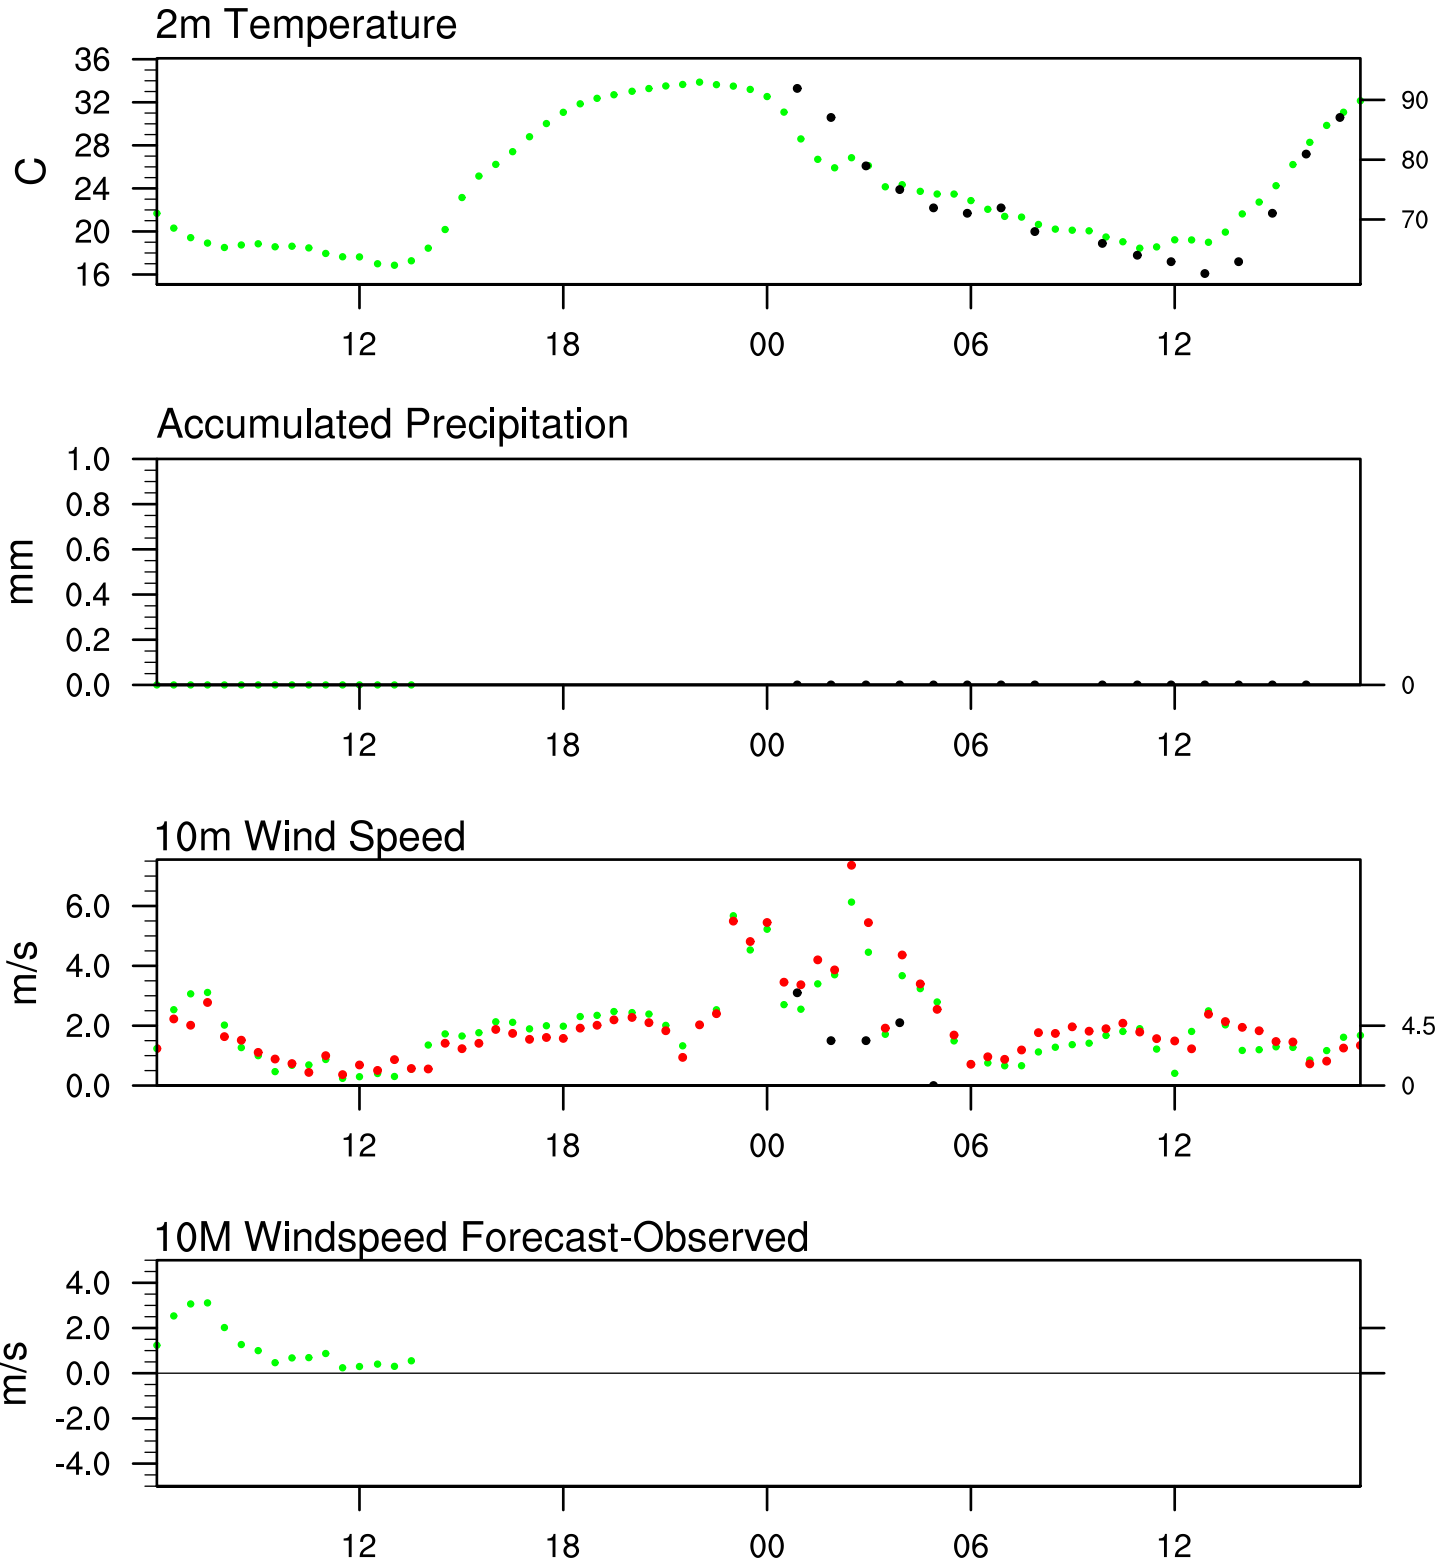 2m Temperature
36
32
28
24
20
16
C
90
80
70
12 18 00 06 12
Accumulated Precipitation
1.0
0.8
0.6
0.4
0.2
0.0
mm
0
12 18 00 06 12
10m Wind Speed
6.0
4.0
2.0
0.0
m/s
4.5
0
12 18 00 06 12
10M Windspeed Forecast-Observed
4.0
2.0
0.0
-2.0
-4.0
m/s
12 18 00 06 12